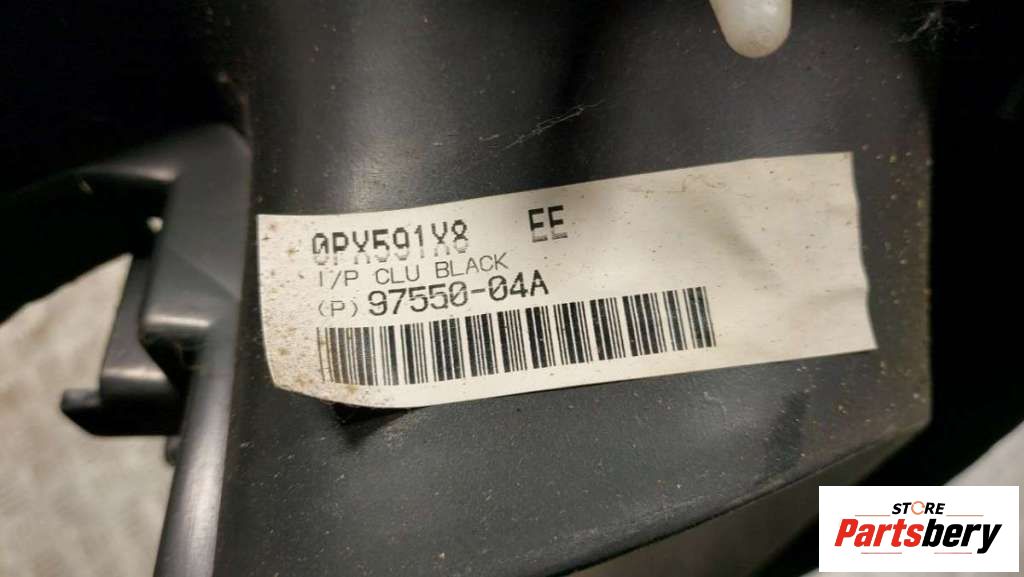 0PX591X8 EE
I/P CLU BLACK
(P) 97550-04A
STORE
Partsbery